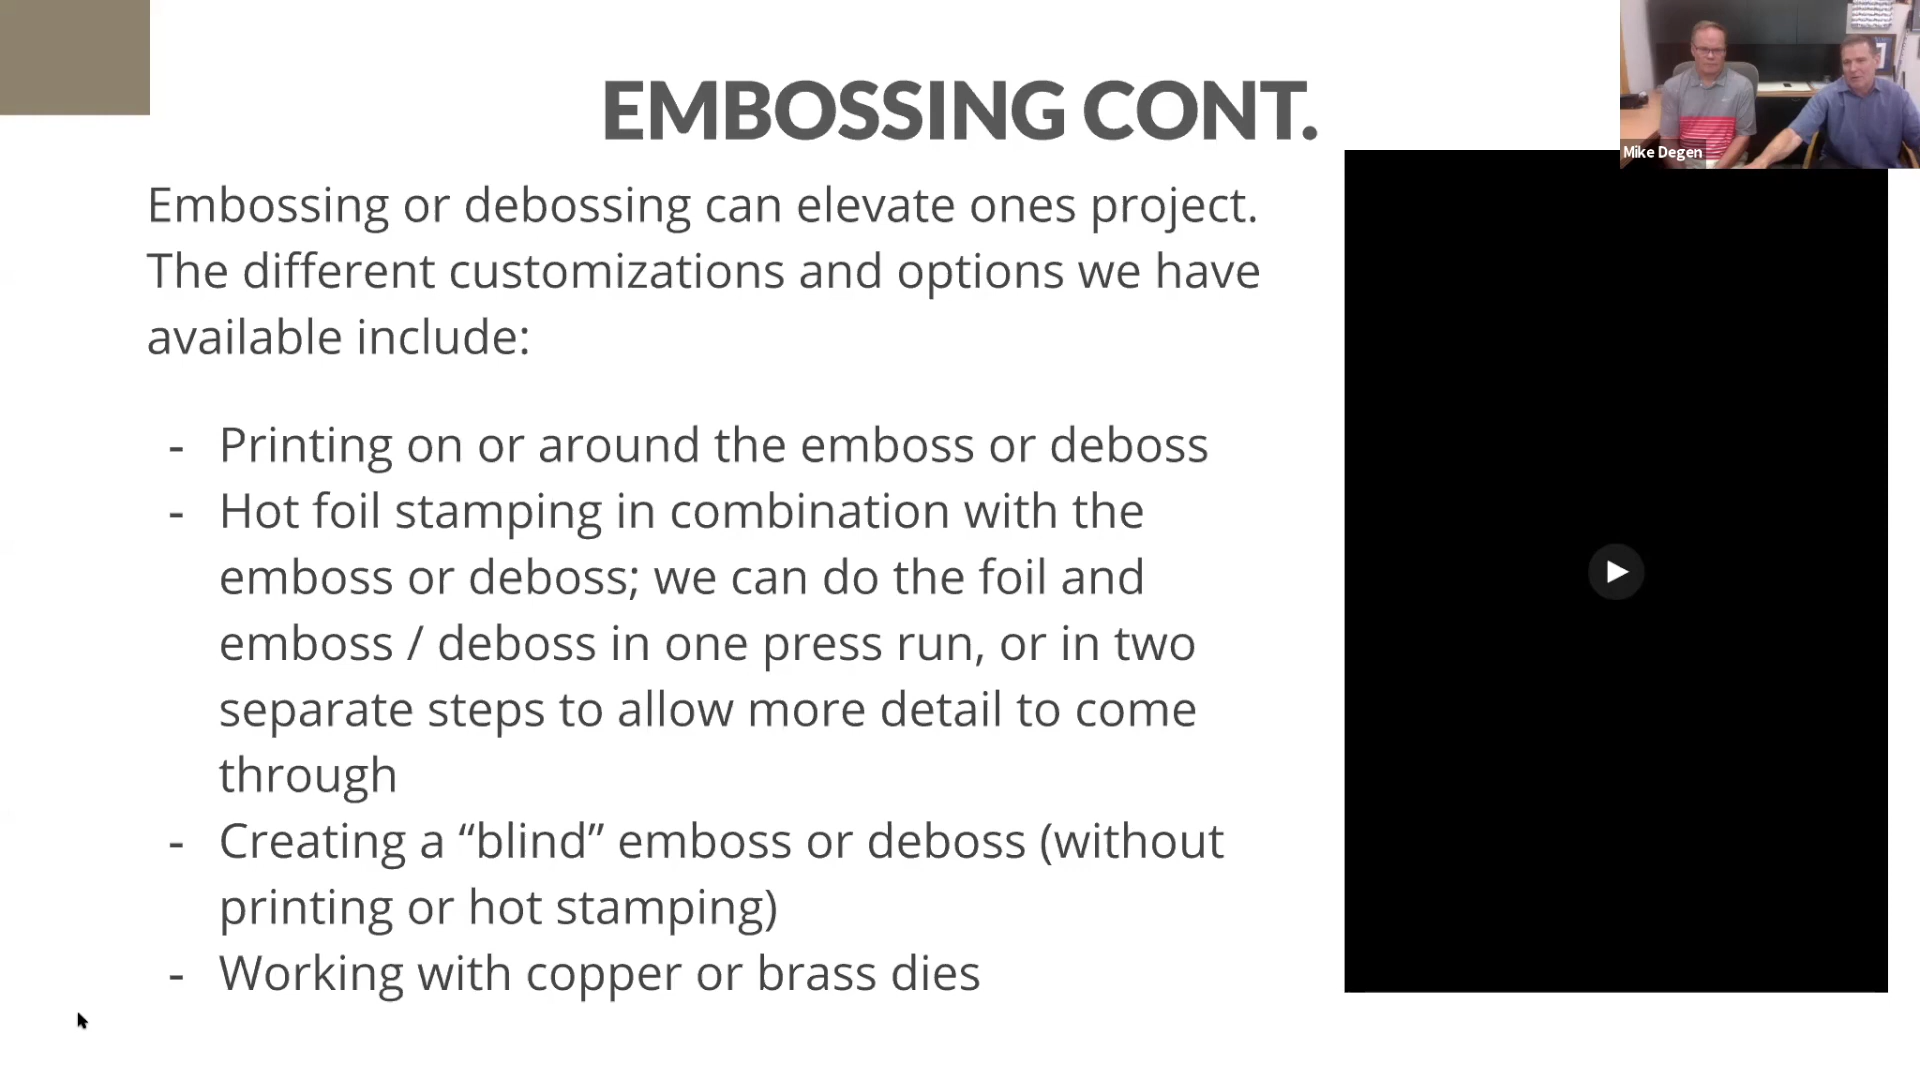 EMBOSSING CONT.
Mike Degen
Embossing or debossing can elevate ones project.
The different customizations and options we have
available include:
- Printing on or around the emboss or deboss
- Hot foil stamping in combination with the
emboss or deboss; we can do the foil and
emboss / deboss in one press run, or in two
separate steps to allow more detail to come
through
- Creating a “blind” emboss or deboss (without
printing or hot stamping)
- Working with copper or brass dies